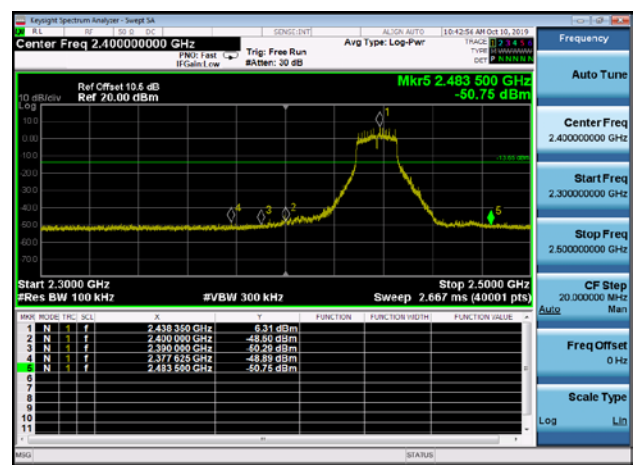 Keysight Spectrum Analyzer - Swept SA
RL RF 50 Ω DC SENSE:INT ALIGN AUTO 10:42:54 AM Oct 10, 2019
Center Freq 2.400000000 GHz
PNO: Fast
IFGain:Low
Trig: Free Run
#Atten: 30 dB
Avg Type: Log-Pwr
TRACE 1 2 3 4 5 6
TYPE
DET P N N N N N
Ref Offset 10.6 dB
10 dB/div Ref 20.00 dBm
Mkr5 2.483 500 GHz
-50.75 dBm
Log
10.0
0.00
-10.0
-20.0
-30.0
-40.0
-50.0
-60.0
-70.0
1
2
3
4
5
Start 2.3000 GHz
Stop 2.5000 GHz
#Res BW 100 kHz #VBW 300 kHz Sweep 2.667 ms (40001 pts)
MKR MODE TRC SCL X Y FUNCTION FUNCTION WIDTH FUNCTION VALUE
1 N 1 f 2.438 350 GHz 6.31 dBm
2 N 1 f 2.400 000 GHz -48.60 dBm
3 N 1 f 2.390 000 GHz -50.29 dBm
4 N 1 f 2.377 625 GHz -48.89 dBm
5 N 1 f 2.483 500 GHz -50.75 dBm
6
7
8
9
10
11
MSG STATUS
Frequency
Auto Tune
Center Freq
2.400000000 GHz
Start Freq
2.300000000 GHz
Stop Freq
2.500000000 GHz
CF Step
20.000000 MHz
Auto Man
Freq Offset
0 Hz
Scale Type
Log Lin